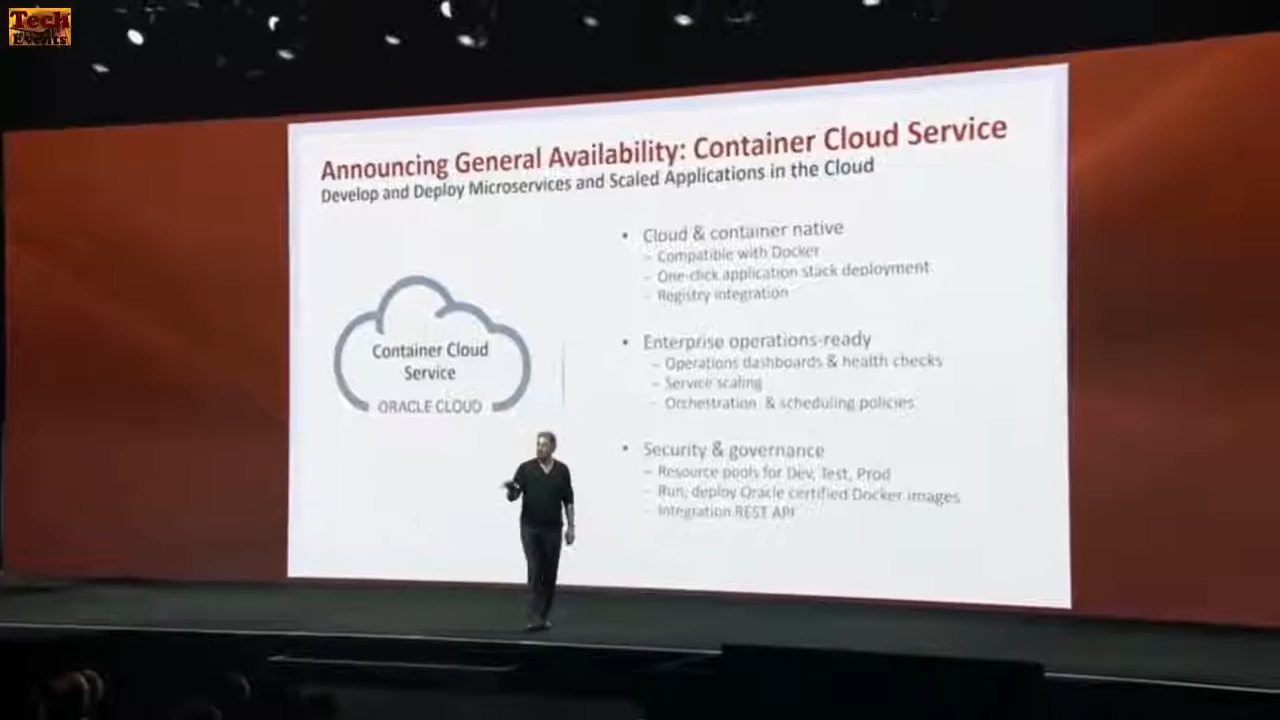 Tech
Events
Announcing General Availability: Container Cloud Service
Develop and Deploy Microservices and Scaled Applications in the Cloud
Container Cloud
Service
ORACLE CLOUD
• Cloud & container native
– Compatible with Docker
– One-click application stack deployment
– Registry integration
• Enterprise operations-ready
– Operations dashboards & health checks
– Service scaling
– Orchestration & scheduling policies
• Security & governance
– Resource pools for Dev, Test, Prod
– Run, deploy Oracle certified Docker images
– Integration REST API